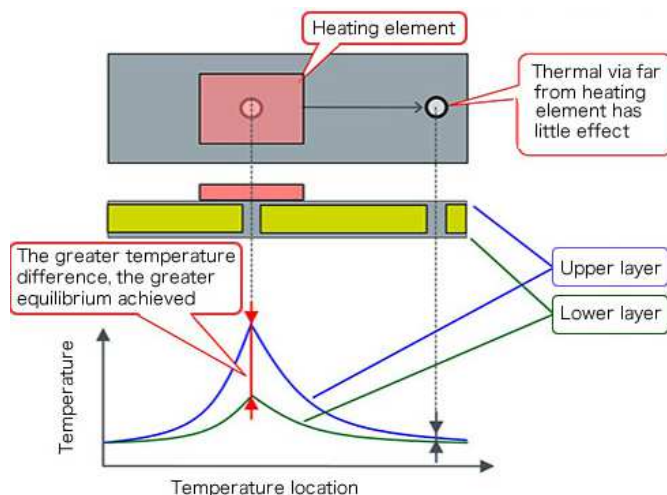 Heating element
Thermal via far
from heating
element has
little effect
The greater temperature
difference, the greater
equilibrium achieved
Upper layer
Lower layer
Temperature
Temperature location